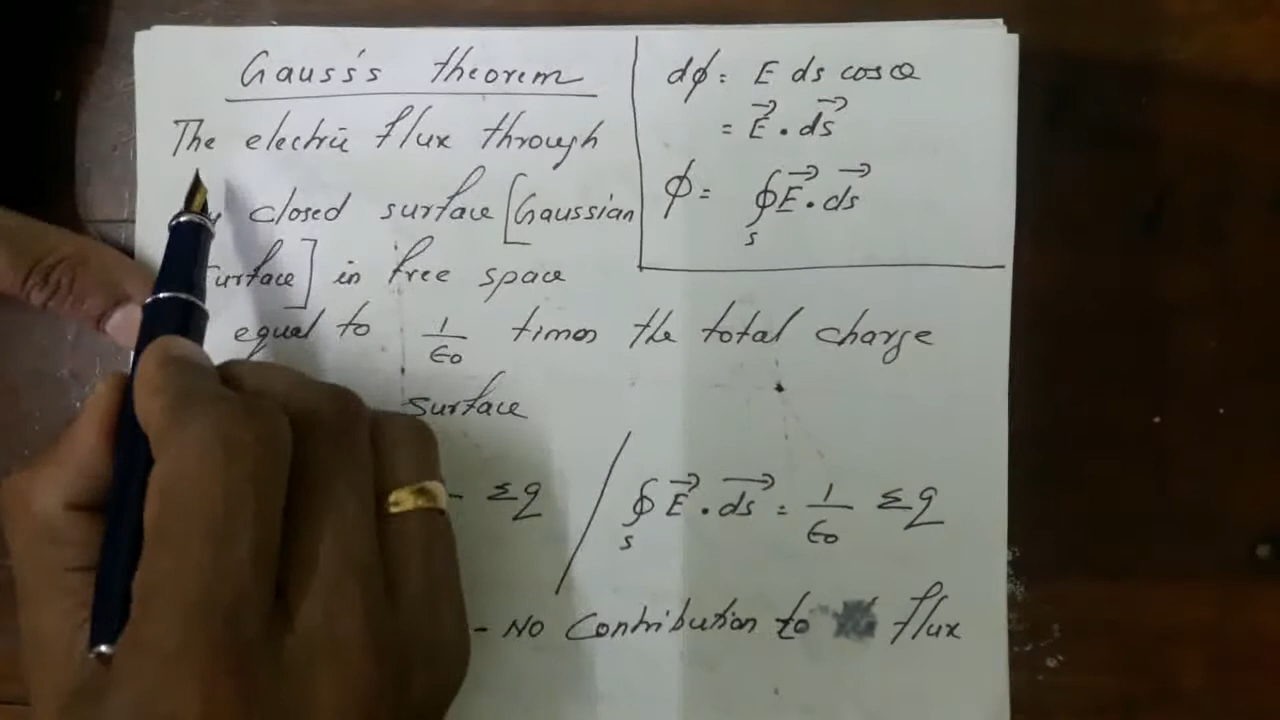 Gauss's theorem
The electric flux through
closed surface [Gaussian
surface] in free space
equal to 1/ϵ0 times the total charge
surface
- Σq / ∮s E⃗ . ds⃗ = 1/ϵ0 Σq
- No Contribution to flux
dϕ = E ds cosθ
= E⃗ . ds⃗
ϕ = ∮s E⃗ . ds⃗